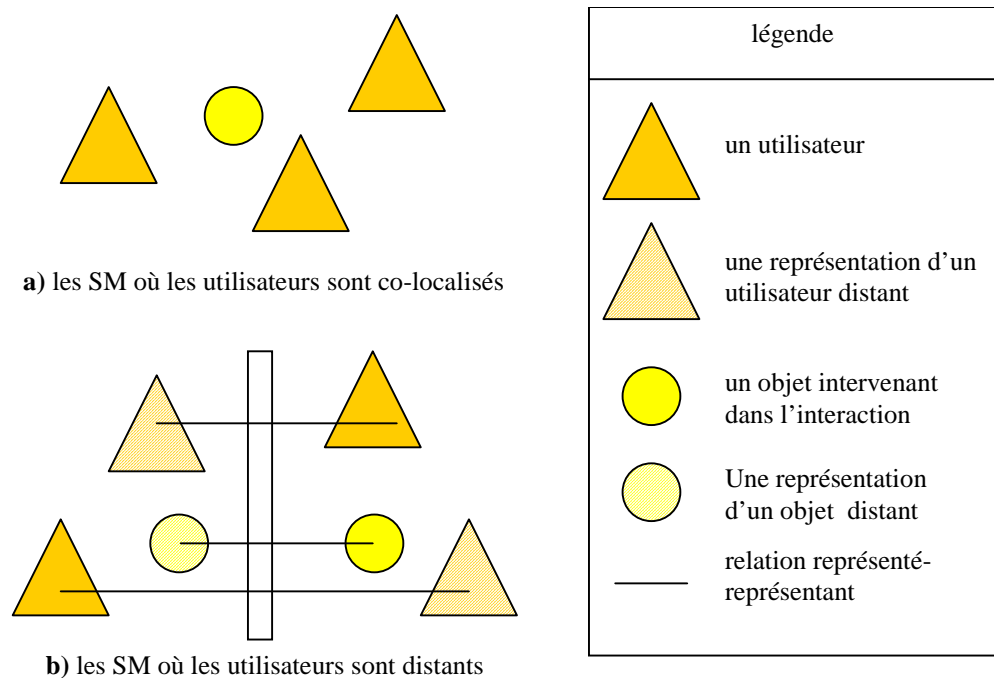 a) les SM où les utilisateurs sont co-localisés
b) les SM où les utilisateurs sont distants
légende
un utilisateur
une représentation d’un
utilisateur distant
un objet intervenant
dans l’interaction
Une représentation
d’un objet distant
relation représenté-
représentant